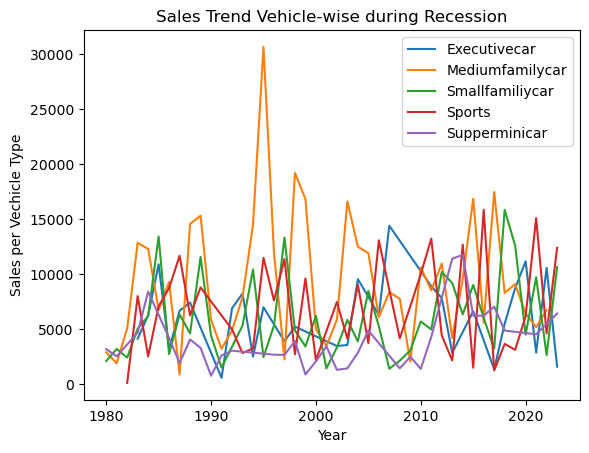 Sales Trend Vehicle-wise during Recession
Executivecar
Mediumfamilycar
Smallfamiliycar
Sports
Supperminicar
Sales per Vechicle Type
30000
25000
20000
15000
10000
5000
0
1980
1990
2000
2010
2020
Year